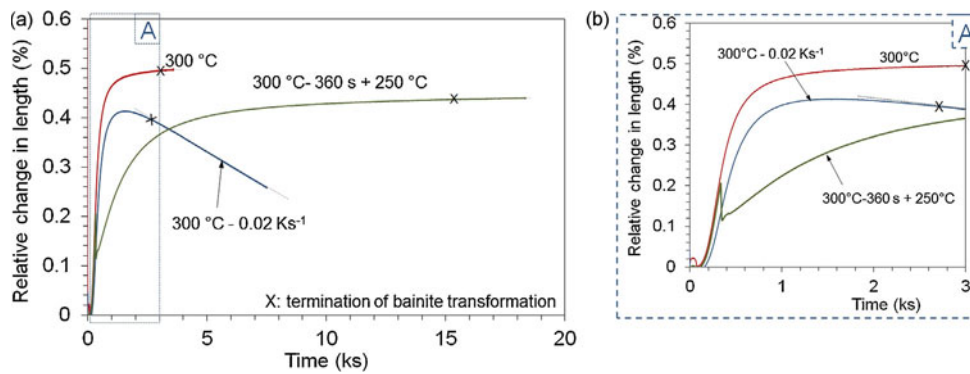 (a)
0.6
0.5
0.4
0.3
0.2
0.1
0
Relative change in length (%)
A
300 °C
300 °C- 360 s + 250 °C
300 °C – 0.02 Ks-1
X: termination of bainite transformation
0 5 10 15 20
Time (ks)
(b)
0.6
0.5
0.4
0.3
0.2
0.1
0
Relative change in length (%)
A
300°C – 0.02 Ks-1
300°C
300°C-360 s + 250°C
0 1 2 3
Time (ks)